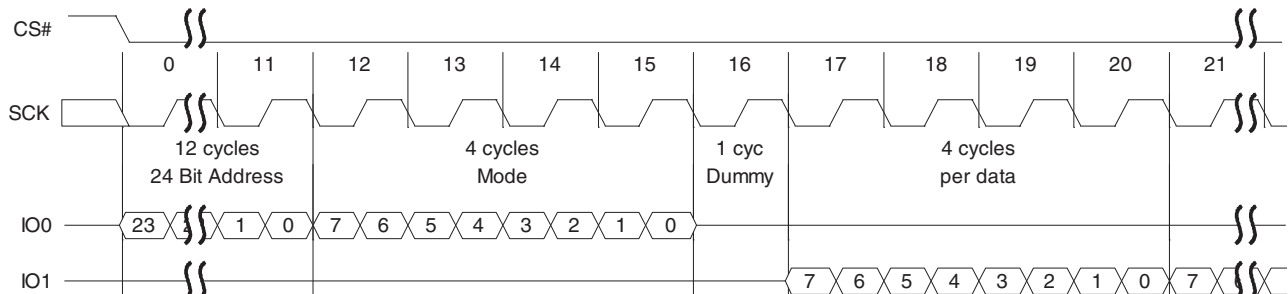 CS#
0 11 12 13 14 15 16 17 18 19 20 21
SCK
12 cycles 4 cycles 1 cyc 4 cycles
24 Bit Address Mode Dummy per data
IO0 23 1 0 7 6 5 4 3 2 1 0
IO1 7 6 5 4 3 2 1 0 7